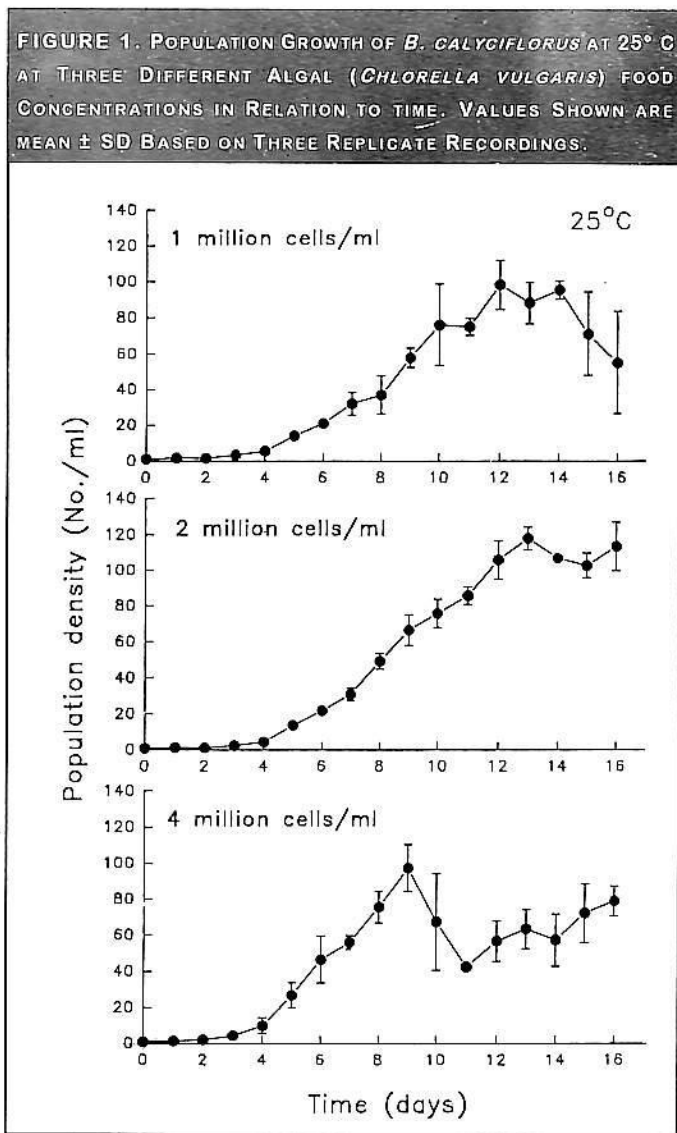 FIGURE 1. POPULATION GROWTH OF B. CALYCIFLORUS AT 25° C
AT THREE DIFFERENT ALGAL (CHLORELLA VULGARIS) FOOD
CONCENTRATIONS IN RELATION TO TIME. VALUES SHOWN ARE
MEAN ± SD BASED ON THREE REPLICATE RECORDINGS.
Population density (No./ml)
1 million cells/ml
25°C
140
120
100
80
60
40
20
0
0 2 4 6 8 10 12 14 16
2 million cells/ml
140
120
100
80
60
40
20
0
0 2 4 6 8 10 12 14 16
4 million cells/ml
140
120
100
80
60
40
20
0
0 2 4 6 8 10 12 14 16
Time (days)